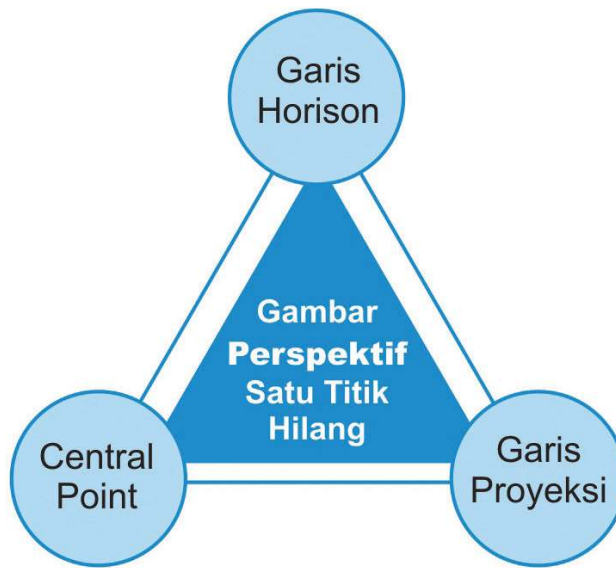 Garis
Horison
Gambar
Perspektif
Satu Titik
Hilang
Central
Point
Garis
Proyeksi